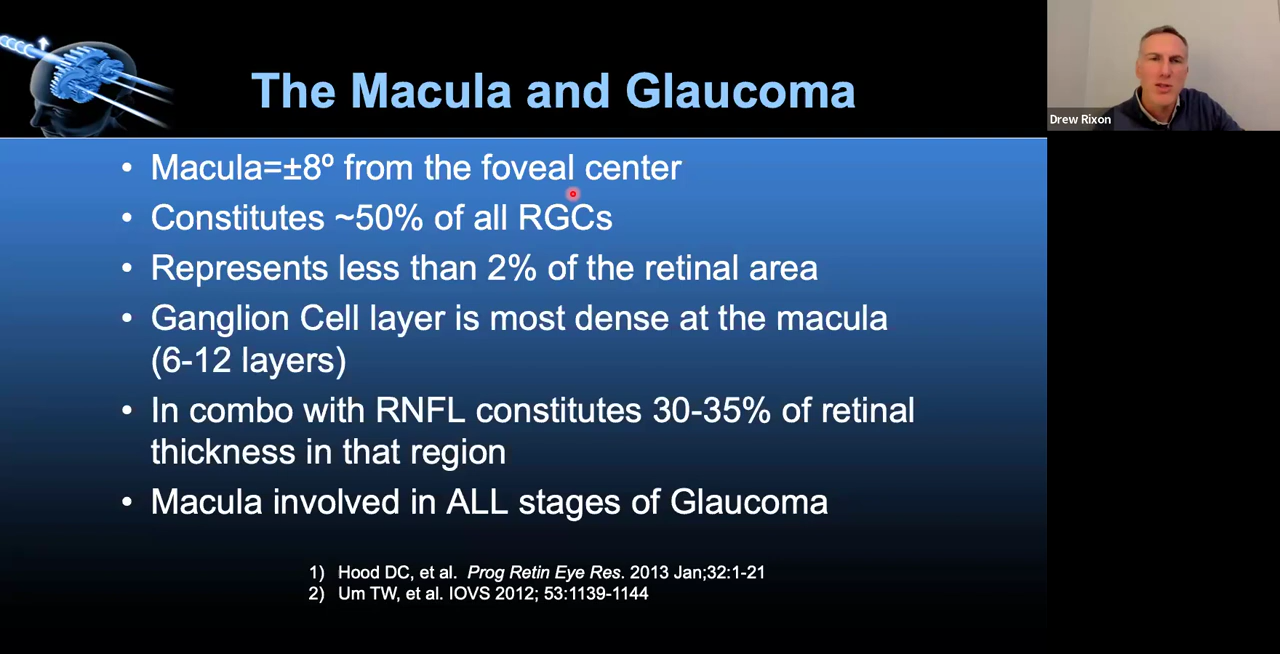 The Macula and Glaucoma
Drew Rixon
• Macula=±8º from the foveal center
• Constitutes ~50% of all RGCs
• Represents less than 2% of the retinal area
• Ganglion Cell layer is most dense at the macula
(6-12 layers)
• In combo with RNFL constitutes 30-35% of retinal
thickness in that region
• Macula involved in ALL stages of Glaucoma
1) Hood DC, et al. Prog Retin Eye Res. 2013 Jan;32:1-21
2) Um TW, et al. IOVS 2012; 53:1139-1144